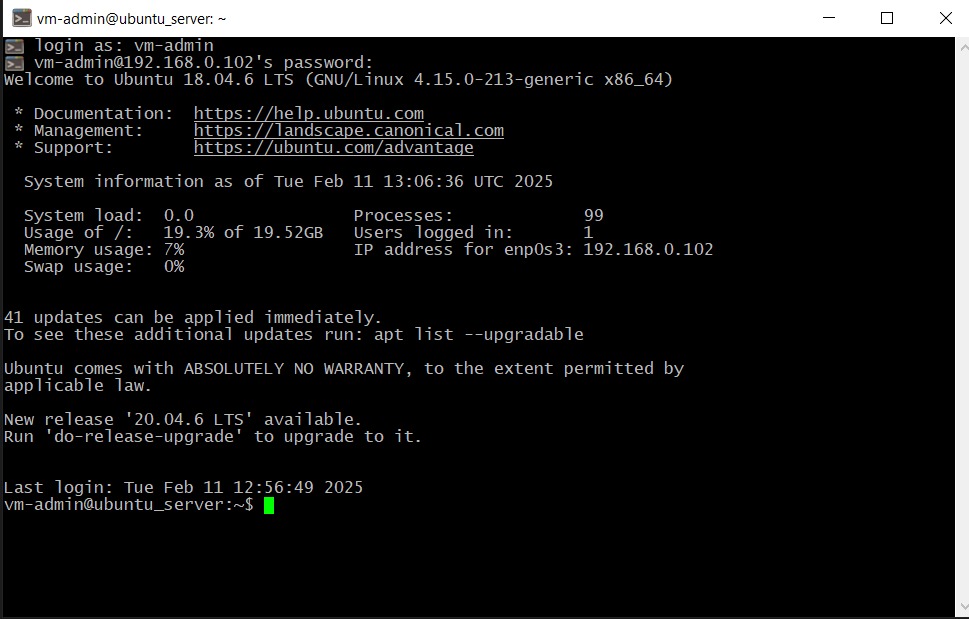 vm-admin@ubuntu_server: ~
login as: vm-admin
vm-admin@192.168.0.102's password:
Welcome to Ubuntu 18.04.6 LTS (GNU/Linux 4.15.0-213-generic x86_64)
* Documentation:  https://help.ubuntu.com
* Management:     https://landscape.canonical.com
* Support:        https://ubuntu.com/advantage
System information as of Tue Feb 11 13:06:36 UTC 2025
System load:  0.0                Processes:             99
Usage of /:   19.3% of 19.52GB   Users logged in:       1
Memory usage: 7%                 IP address for enp0s3: 192.168.0.102
Swap usage:   0%
41 updates can be applied immediately.
To see these additional updates run: apt list --upgradable
Ubuntu comes with ABSOLUTELY NO WARRANTY, to the extent permitted by
applicable law.
New release '20.04.6 LTS' available.
Run 'do-release-upgrade' to upgrade to it.
Last login: Tue Feb 11 12:56:49 2025
vm-admin@ubuntu_server:~$